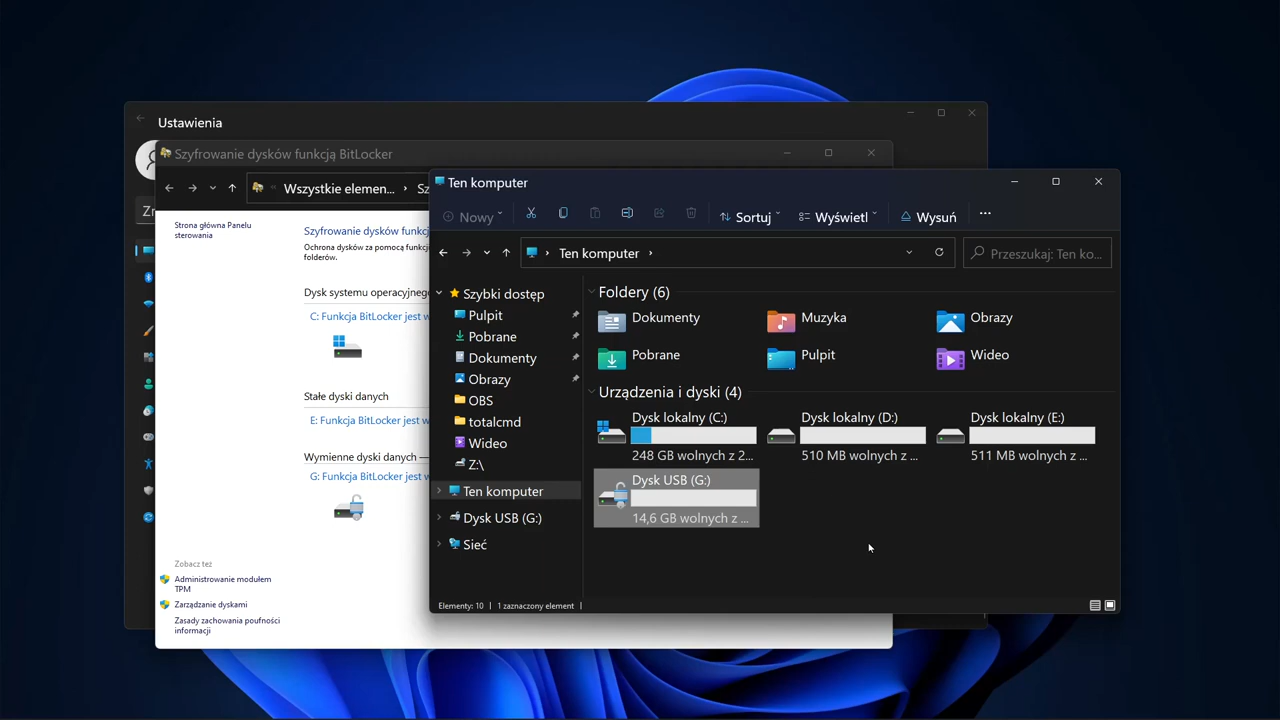 Ustawienia
Szyfrowanie dysków funkcją BitLocker
Wszystkie elemen...
Strona główna Panelu
sterowania
Szyfrowanie dysków funkcj
Ochrona dysków za pomocą funkcj
folderów.
Dysk systemu operacyjnego
C: Funkcja BitLocker jest w
Stałe dyski danych
E: Funkcja BitLocker jest w
Wymienne dyski danych —
G: Funkcja BitLocker jest w
Zobacz też
Administrowanie modułem
TPM
Zarządzanie dyskami
Zasady zachowania poufności
informacji
Ten komputer
Nowy
Sortuj
Wyświetl
Wysuń
Ten komputer
Przeszukaj: Ten ko...
Szybki dostęp
Pulpit
Pobrane
Dokumenty
Obrazy
OBS
totalcmd
Wideo
Z:\
Ten komputer
Dysk USB (G:)
Sieć
Foldery (6)
Dokumenty
Muzyka
Obrazy
Pobrane
Pulpit
Wideo
Urządzenia i dyski (4)
Dysk lokalny (C:)
248 GB wolnych z 2...
Dysk lokalny (D:)
510 MB wolnych z ...
Dysk lokalny (E:)
511 MB wolnych z ...
Dysk USB (G:)
14,6 GB wolnych z ...
Elementy: 10
1 zaznaczony element